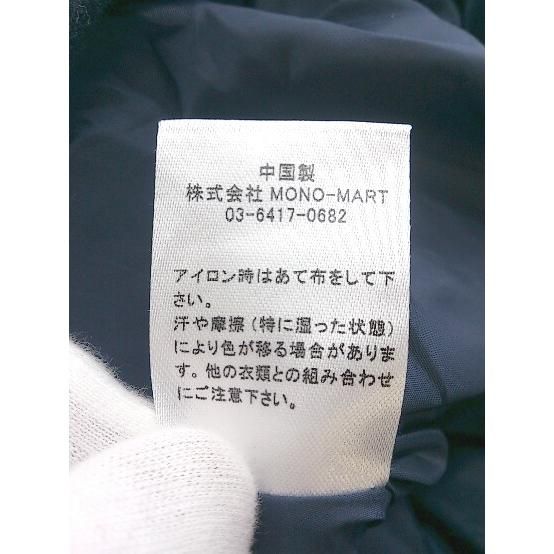 中国製
株式会社 MONO-MART
03-6417-0682
アイロン時はあて布をして下
さい。
汗や摩擦(特に湿った状態)
により色が移る場合がありま
す。他の衣類との組み合わせ
にご注意下さい。